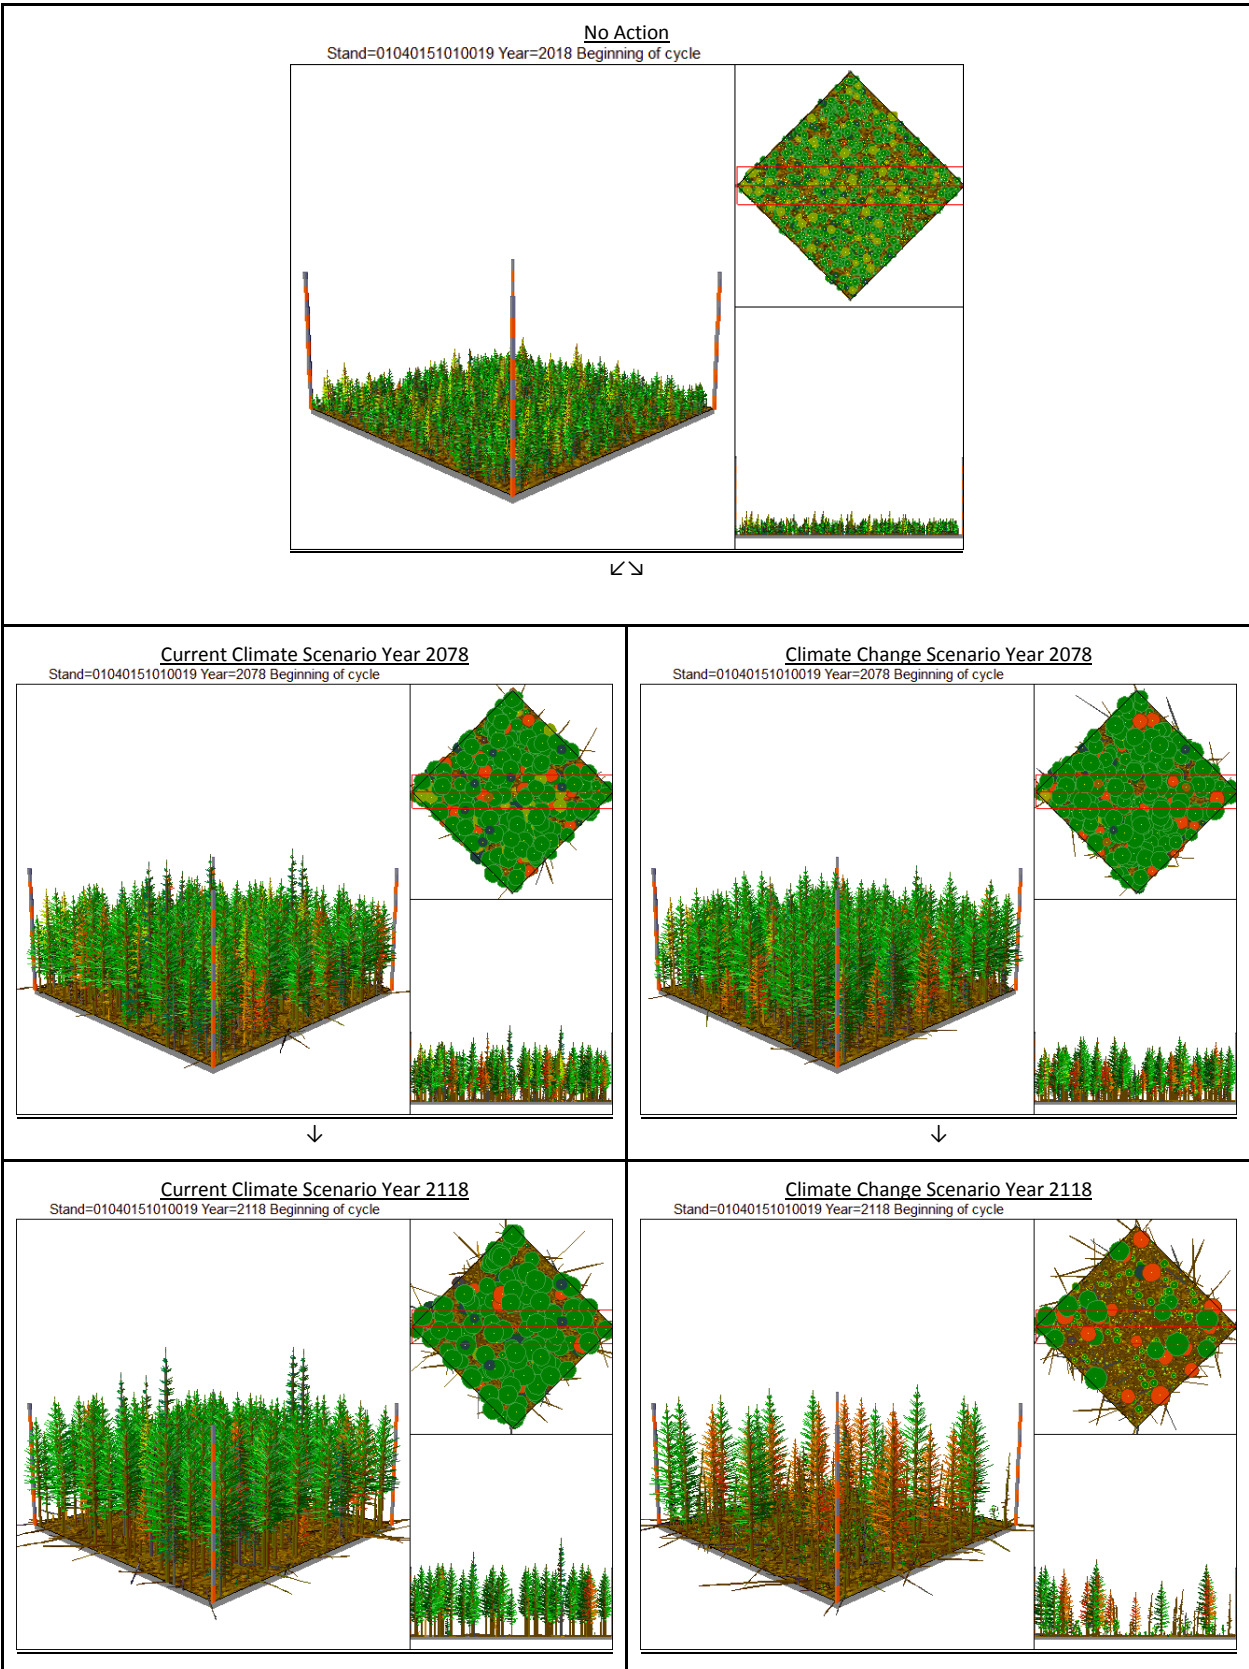 No Action
Stand=01040151010019 Year=2018 Beginning of cycle
↙↘
Current Climate Scenario Year 2078
Stand=01040151010019 Year=2078 Beginning of cycle
↓
Climate Change Scenario Year 2078
Stand=01040151010019 Year=2078 Beginning of cycle
↓
Current Climate Scenario Year 2118
Stand=01040151010019 Year=2118 Beginning of cycle
Climate Change Scenario Year 2118
Stand=01040151010019 Year=2118 Beginning of cycle